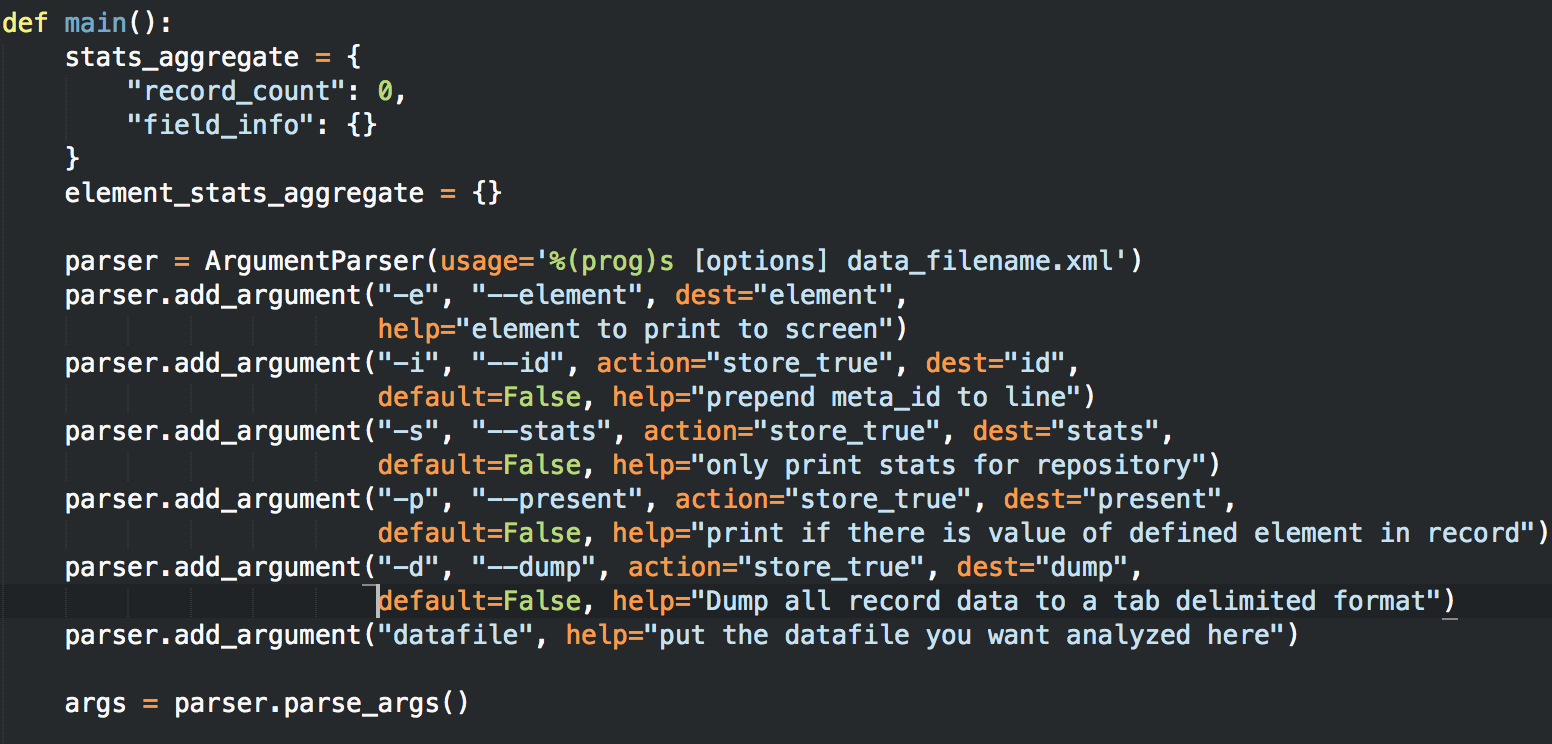 def main():
    stats_aggregate = {
        "record_count": 0,
        "field_info": {}
    }
    element_stats_aggregate = {}

    parser = ArgumentParser(usage='%(prog)s [options] data_filename.xml')
    parser.add_argument("-e", "--element", dest="element",
                        help="element to print to screen")
    parser.add_argument("-i", "--id", action="store_true", dest="id",
                        default=False, help="prepend meta_id to line")
    parser.add_argument("-s", "--stats", action="store_true", dest="stats",
                        default=False, help="only print stats for repository")
    parser.add_argument("-p", "--present", action="store_true", dest="present",
                        default=False, help="print if there is value of defined element in record")
    parser.add_argument("-d", "--dump", action="store_true", dest="dump",
                        default=False, help="Dump all record data to a tab delimited format")
    parser.add_argument("datafile", help="put the datafile you want analyzed here")

    args = parser.parse_args()